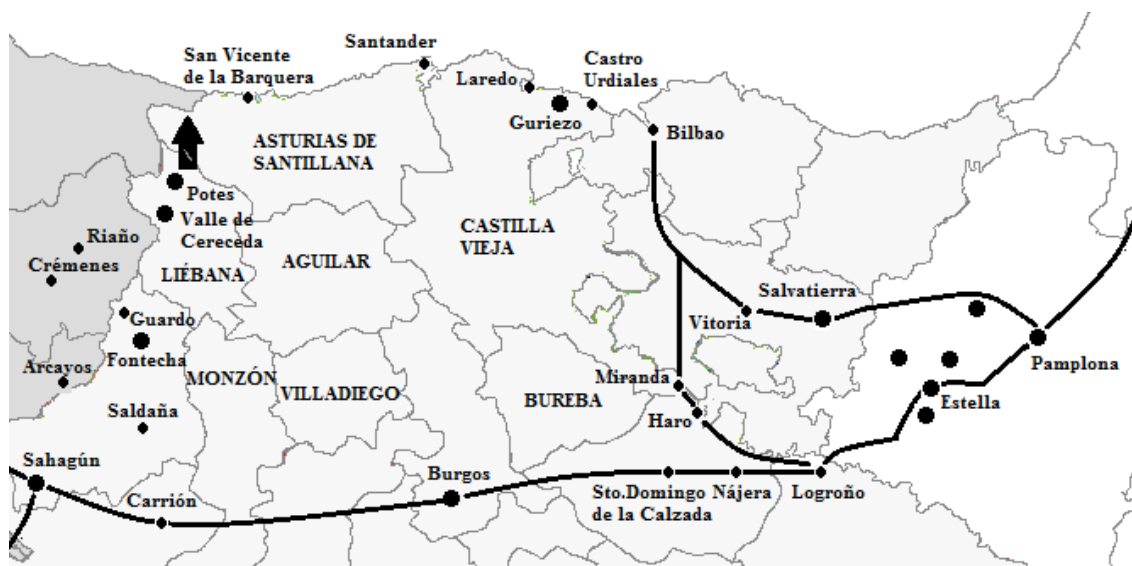 Santander
San Vicente
de la Barquera
Castro
Urdiales
Laredo
Guriezo
Bilbao
ASTURIAS DE
SANTILLANA
Potes
Valle de
Cereceda
Riaño
CASTILLA
VIEJA
Crémenes
LIÉBANA
AGUILAR
Salvatierra
Guardo
Vitoria
Fontecha
Pamplona
Arcayos
MONZÓN
VILLADIEGO
Miranda
BUREBA
Estella
Saldaña
Haro
Sahagún
Burgos
Carrión
Sto.Domingo
de la Calzada
Nájera
Logroño